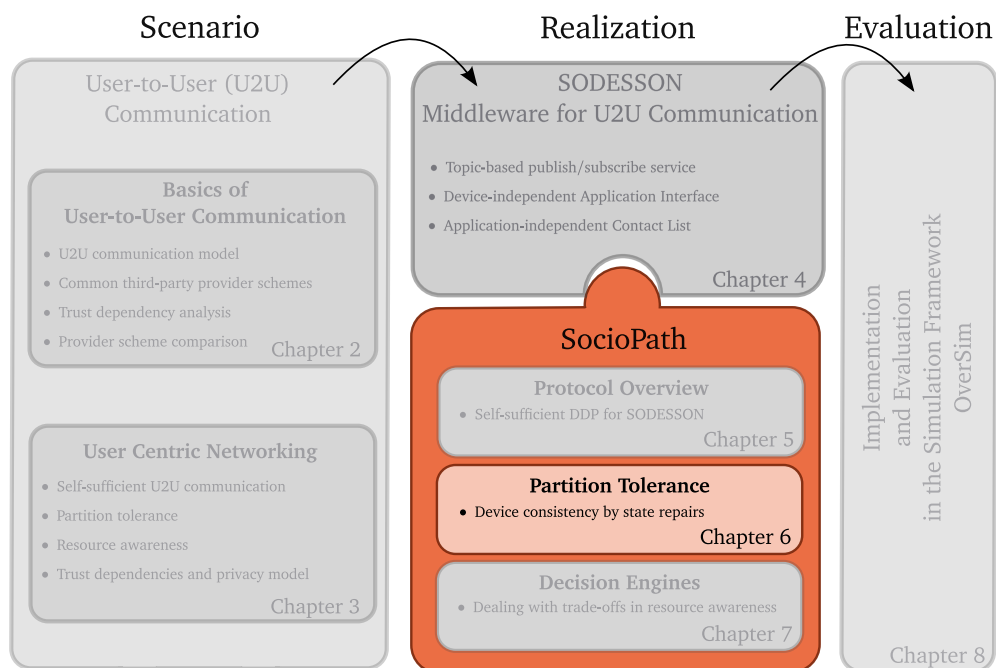 Scenario
User-to-User (U2U)
Communication
Basics of
User-to-User Communication
• U2U communication model
• Common third-party provider schemes
• Trust dependency analysis
• Provider scheme comparison
Chapter 2
User Centric Networking
• Self-sufficient U2U communication
• Partition tolerance
• Resource awareness
• Trust dependencies and privacy model
Chapter 3
Realization
SODESSON
Middleware for U2U Communication
• Topic-based publish/subscribe service
• Device-independent Application Interface
• Application-independent Contact List
Chapter 4
SocioPath
Protocol Overview
• Self-sufficient DDP for SODESSON
Chapter 5
Partition Tolerance
• Device consistency by state repairs
Chapter 6
Decision Engines
• Dealing with trade-offs in resource awareness
Chapter 7
Evaluation
Implementation
and Evaluation
in the Simulation Framework
OverSim
Chapter 8